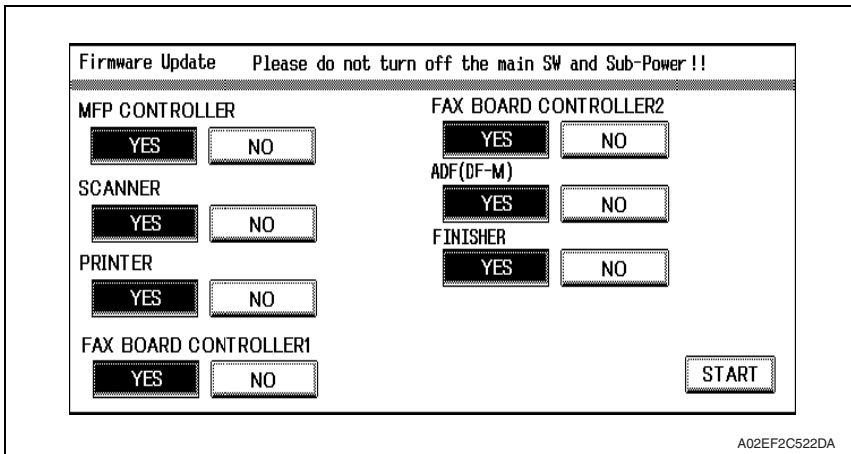 Firmware Update Please do not turn off the main SW and Sub-Power!!
MFP CONTROLLER
YES NO
SCANNER
YES NO
PRINTER
YES NO
FAX BOARD CONTROLLER1
YES NO
FAX BOARD CONTROLLER2
YES NO
ADF(DF-M)
YES NO
FINISHER
YES NO
START
A02EF2C522DA